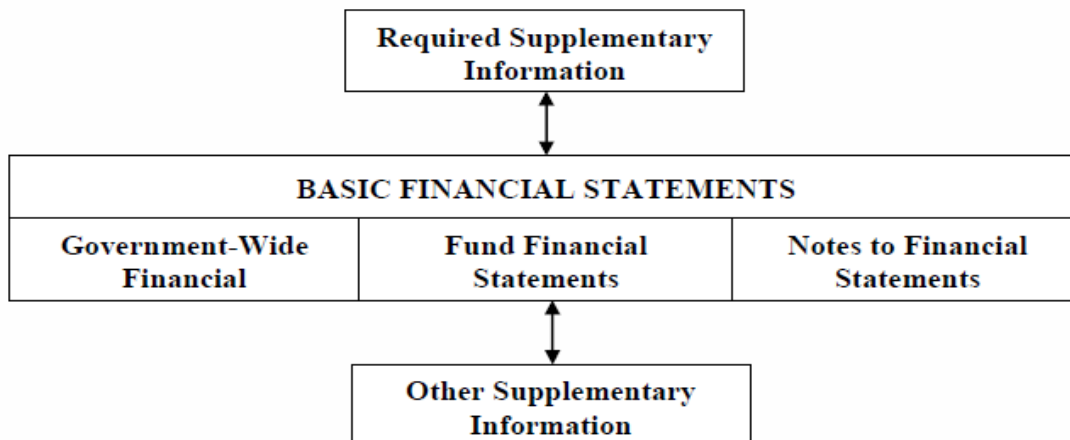 Required Supplementary
Information
BASIC FINANCIAL STATEMENTS
Government-Wide
Financial
Fund Financial
Statements
Notes to Financial
Statements
Other Supplementary
Information